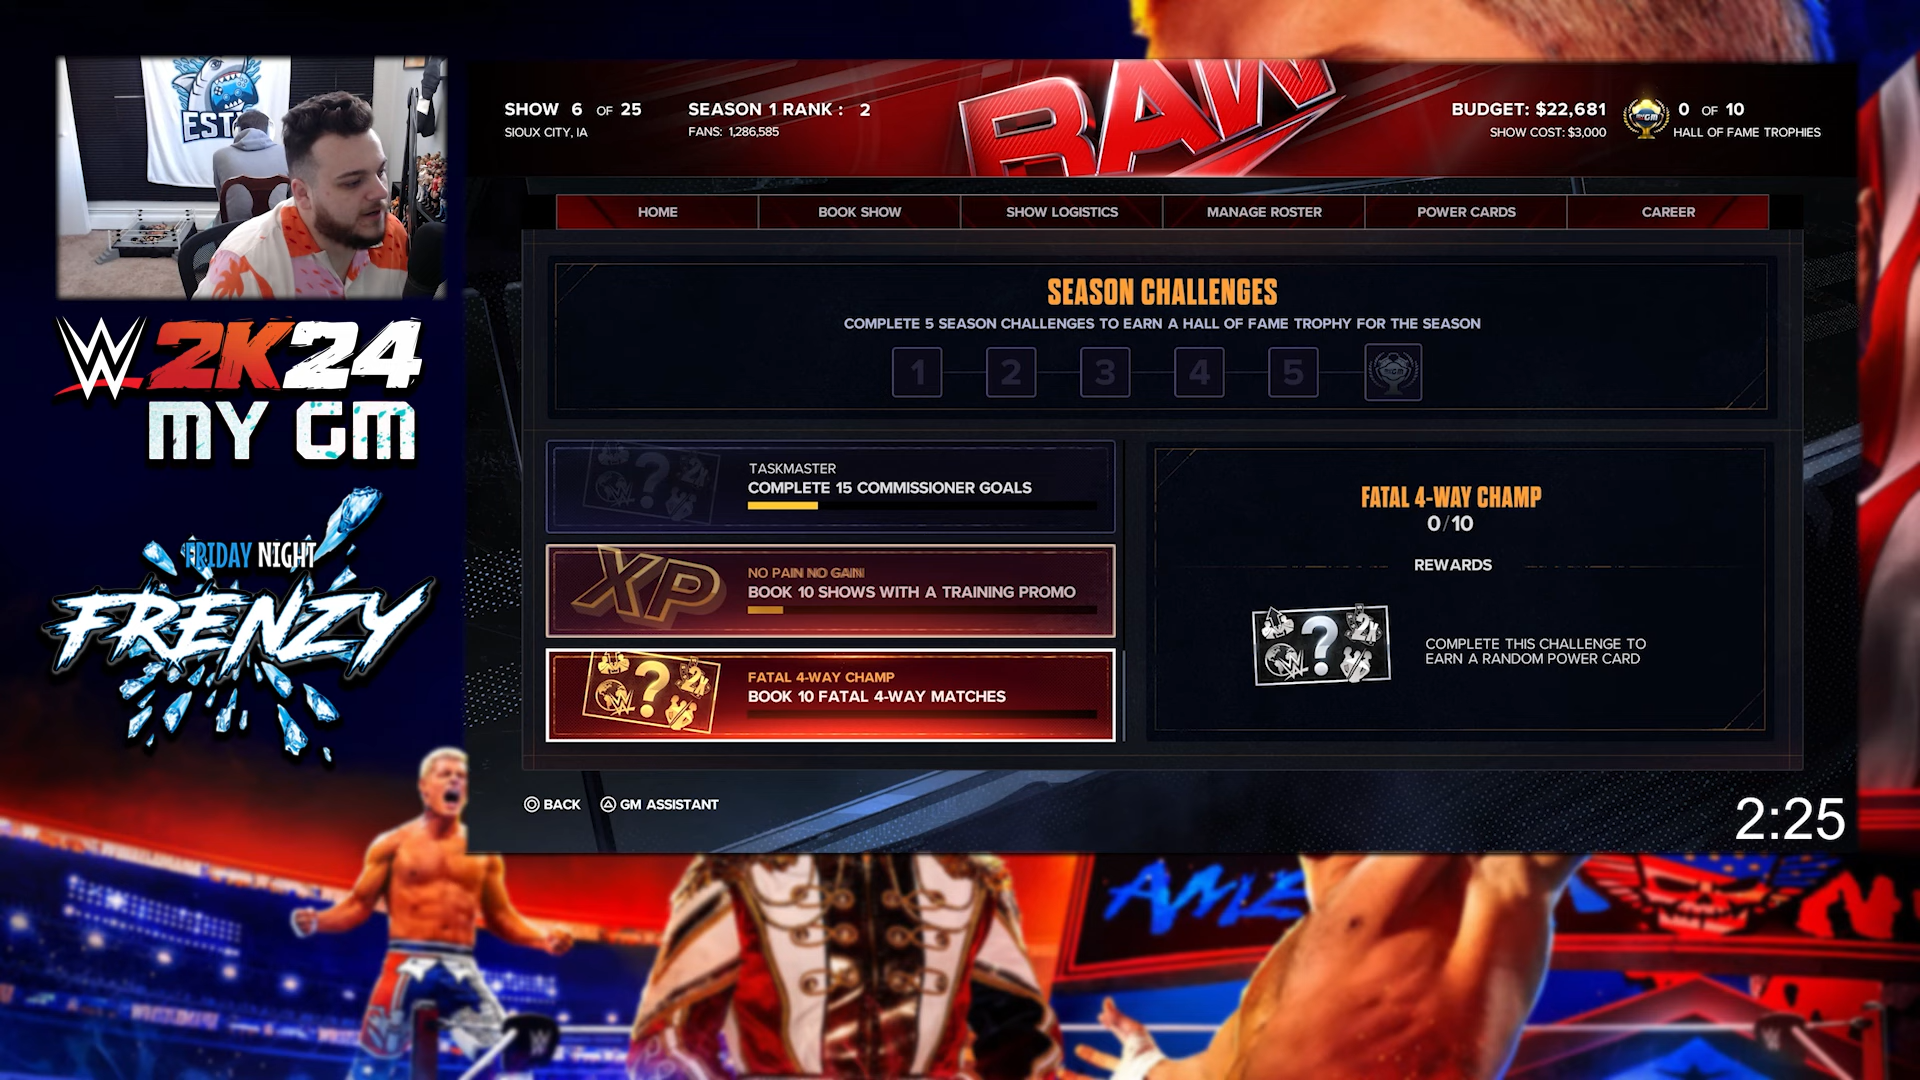 EST
W 2K24
MY GM
FRIDAY NIGHT
FRENZY
SHOW 6 OF 25
SIOUX CITY, IA
SEASON 1 RANK : 2
FANS: 1,286,585
RAW
BUDGET: $22,681
SHOW COST: $3,000
0 OF 10
HALL OF FAME TROPHIES
HOME
BOOK SHOW
SHOW LOGISTICS
MANAGE ROSTER
POWER CARDS
CAREER
SEASON CHALLENGES
COMPLETE 5 SEASON CHALLENGES TO EARN A HALL OF FAME TROPHY FOR THE SEASON
1 2 3 4 5
TASKMASTER
COMPLETE 15 COMMISSIONER GOALS
XP
NO PAIN NO GAIN!
BOOK 10 SHOWS WITH A TRAINING PROMO
?
FATAL 4-WAY CHAMP
BOOK 10 FATAL 4-WAY MATCHES
FATAL 4-WAY CHAMP
0/10
REWARDS
?
COMPLETE THIS CHALLENGE TO
EARN A RANDOM POWER CARD
BACK
GM ASSISTANT
2:25
AME
N